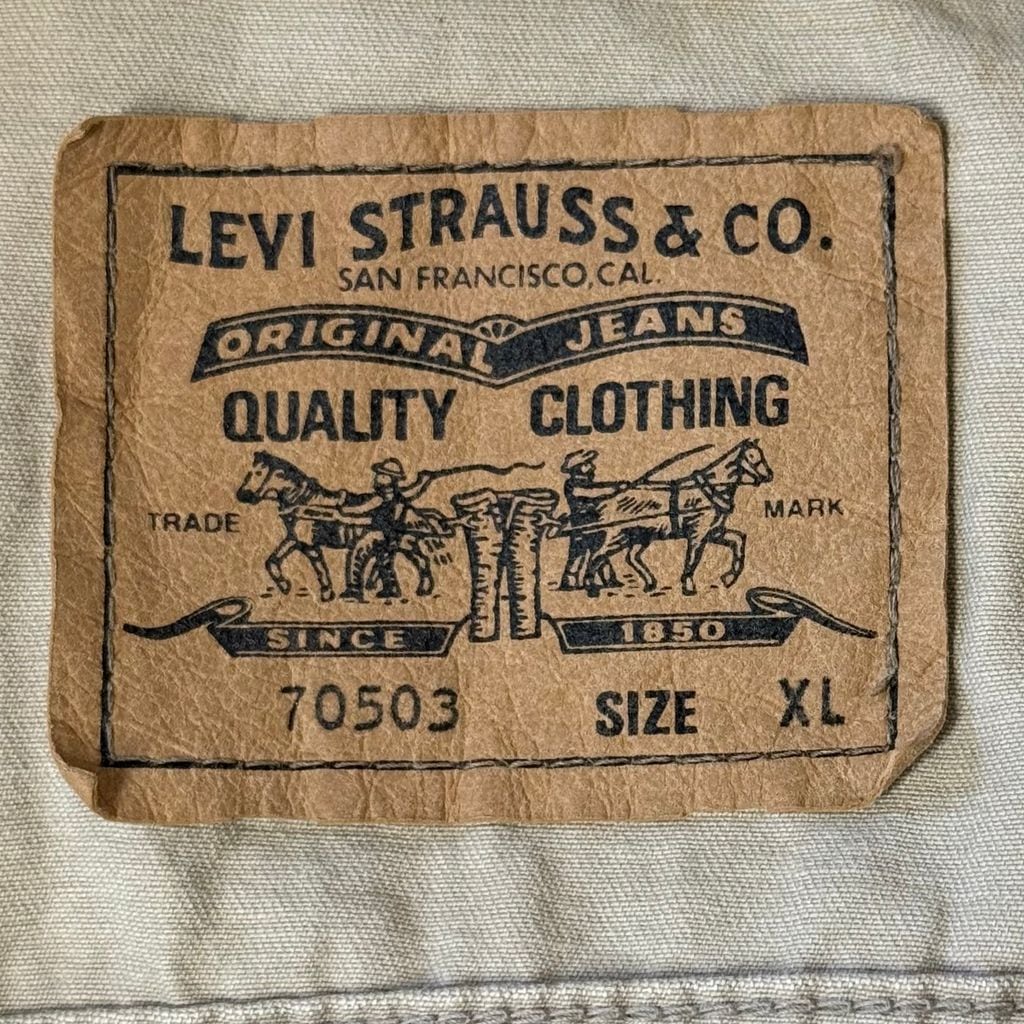 LEVI STRAUSS & CO.
SAN FRANCISCO, CAL.
ORIGINAL JEANS
QUALITY CLOTHING
TRADE MARK
SINCE 1850
70503 SIZE XL